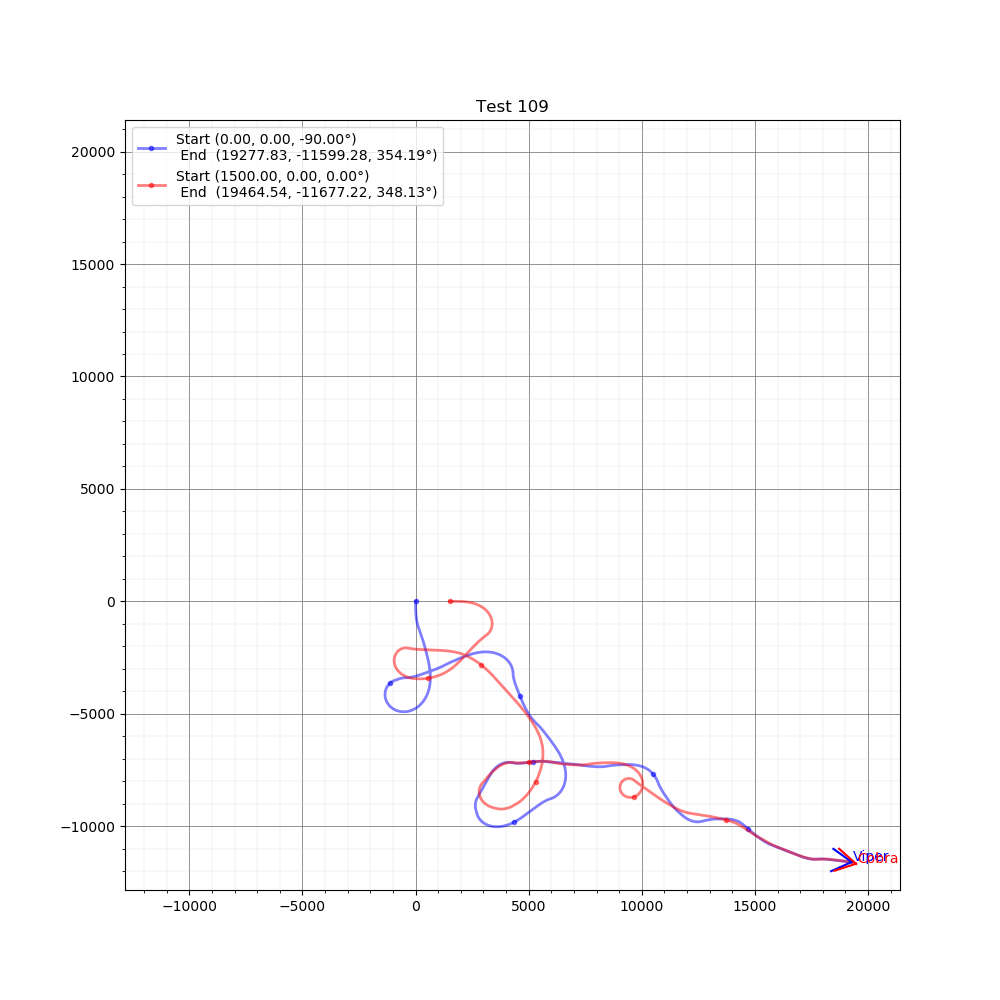 Test 109
Start (0.00, 0.00, -90.00°)
End  (19277.83, -11599.28, 354.19°)
Start (1500.00, 0.00, 0.00°)
End  (19464.54, -11677.22, 348.13°)
20000
15000
10000
5000
0
−5000
−10000
Viper
Cobra
−10000
−5000
0
5000
10000
15000
20000